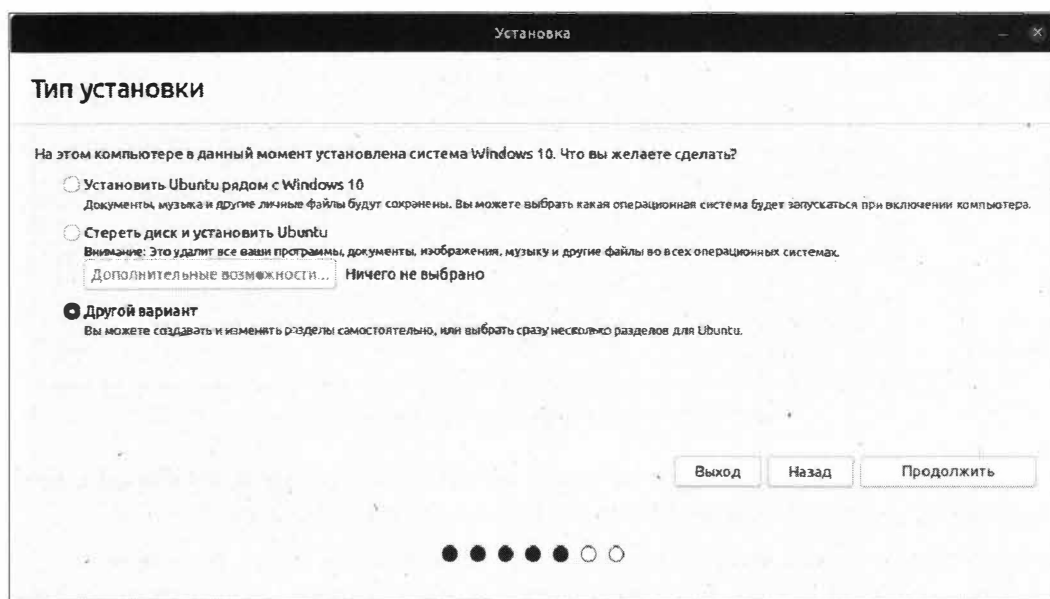 Установка
Тип установки
На этом компьютере в данный момент установлена система Windows 10. Что вы желаете сделать?
Установить Ubuntu рядом с Windows 10
Документы, музыка и другие личные файлы будут сохранены. Вы можете выбрать какая операционная система будет запускаться при включении компьютера.
Стереть диск и установить Ubuntu
Внимание: Это удалит все ваши программы, документы, изображения, музыку и другие файлы во всех операционных системах.
Дополнительные возможности... Ничего не выбрано
Другой вариант
Вы можете создавать и изменять разделы самостоятельно, или выбрать сразу несколько разделов для Ubuntu.
Выход Назад Продолжить